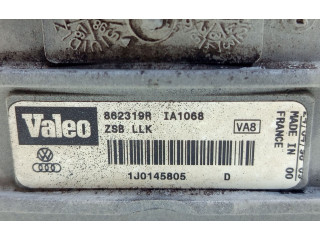 Valeo
862319R IA1068
ZSB LLK
VA8
1J0145805 D
MADE IN
FRANCE
00